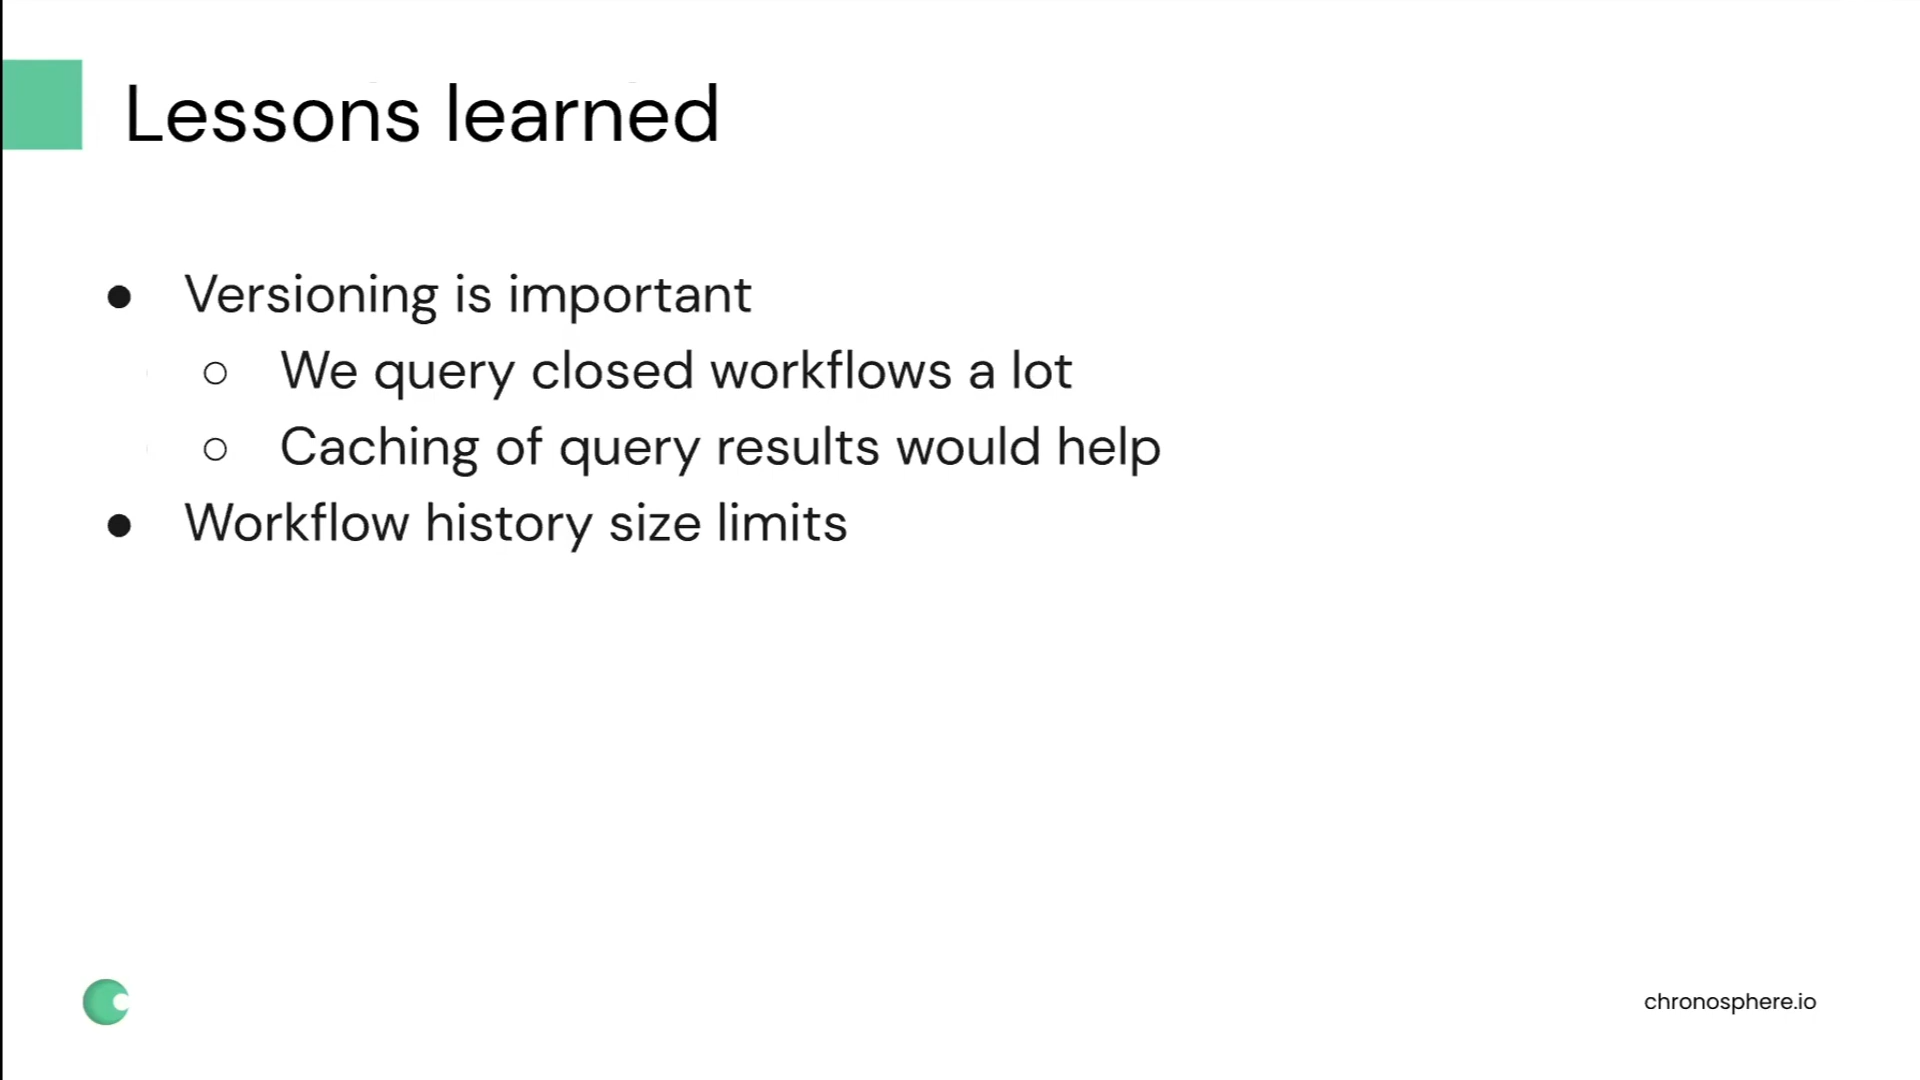 Lessons learned
● Versioning is important
○ We query closed workflows a lot
○ Caching of query results would help
● Workflow history size limits
chronosphere.io